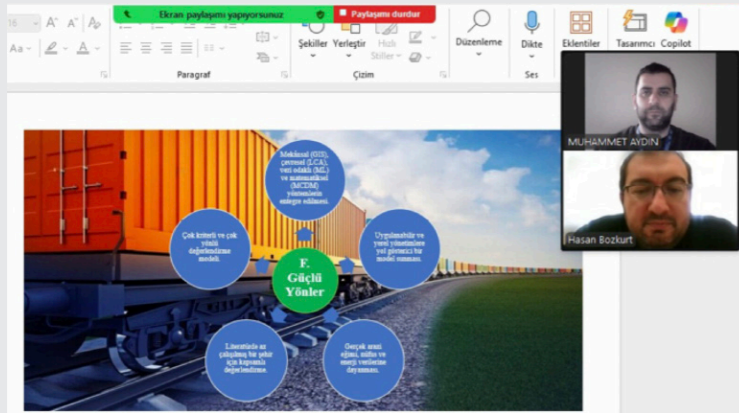 16
Ekran paylaşımı yapıyorsunuz
Paylaşımı durdur
Aa
Şekiller
Yerleştir
Hızlı
Stiller
Düzenleme
Dikte
Eklentiler
Tasarımcı
Copilot
Paragraf
Çizim
Ses
MUHAMMET AYDIN
Hasan Bozkurt
Mekânsal (GIS),
çevresel (LCA),
veri odaklı (ML)
ve matematiksel
(MCDM)
yöntemlerin
entegre edilmesi.
Çok kriterli ve çok
yönlü
değerlendirme
modeli.
Uygulanabilir ve
yerel yönetimlere
yol gösterici bir
model sunması.
F.
Güçlü
Yönler
Literatürde az
çalışılmış bir şehir
için kapsamlı
değerlendirme.
Gerçek arazi
eğimi, nüfus ve
enerji verilerine
dayanması.